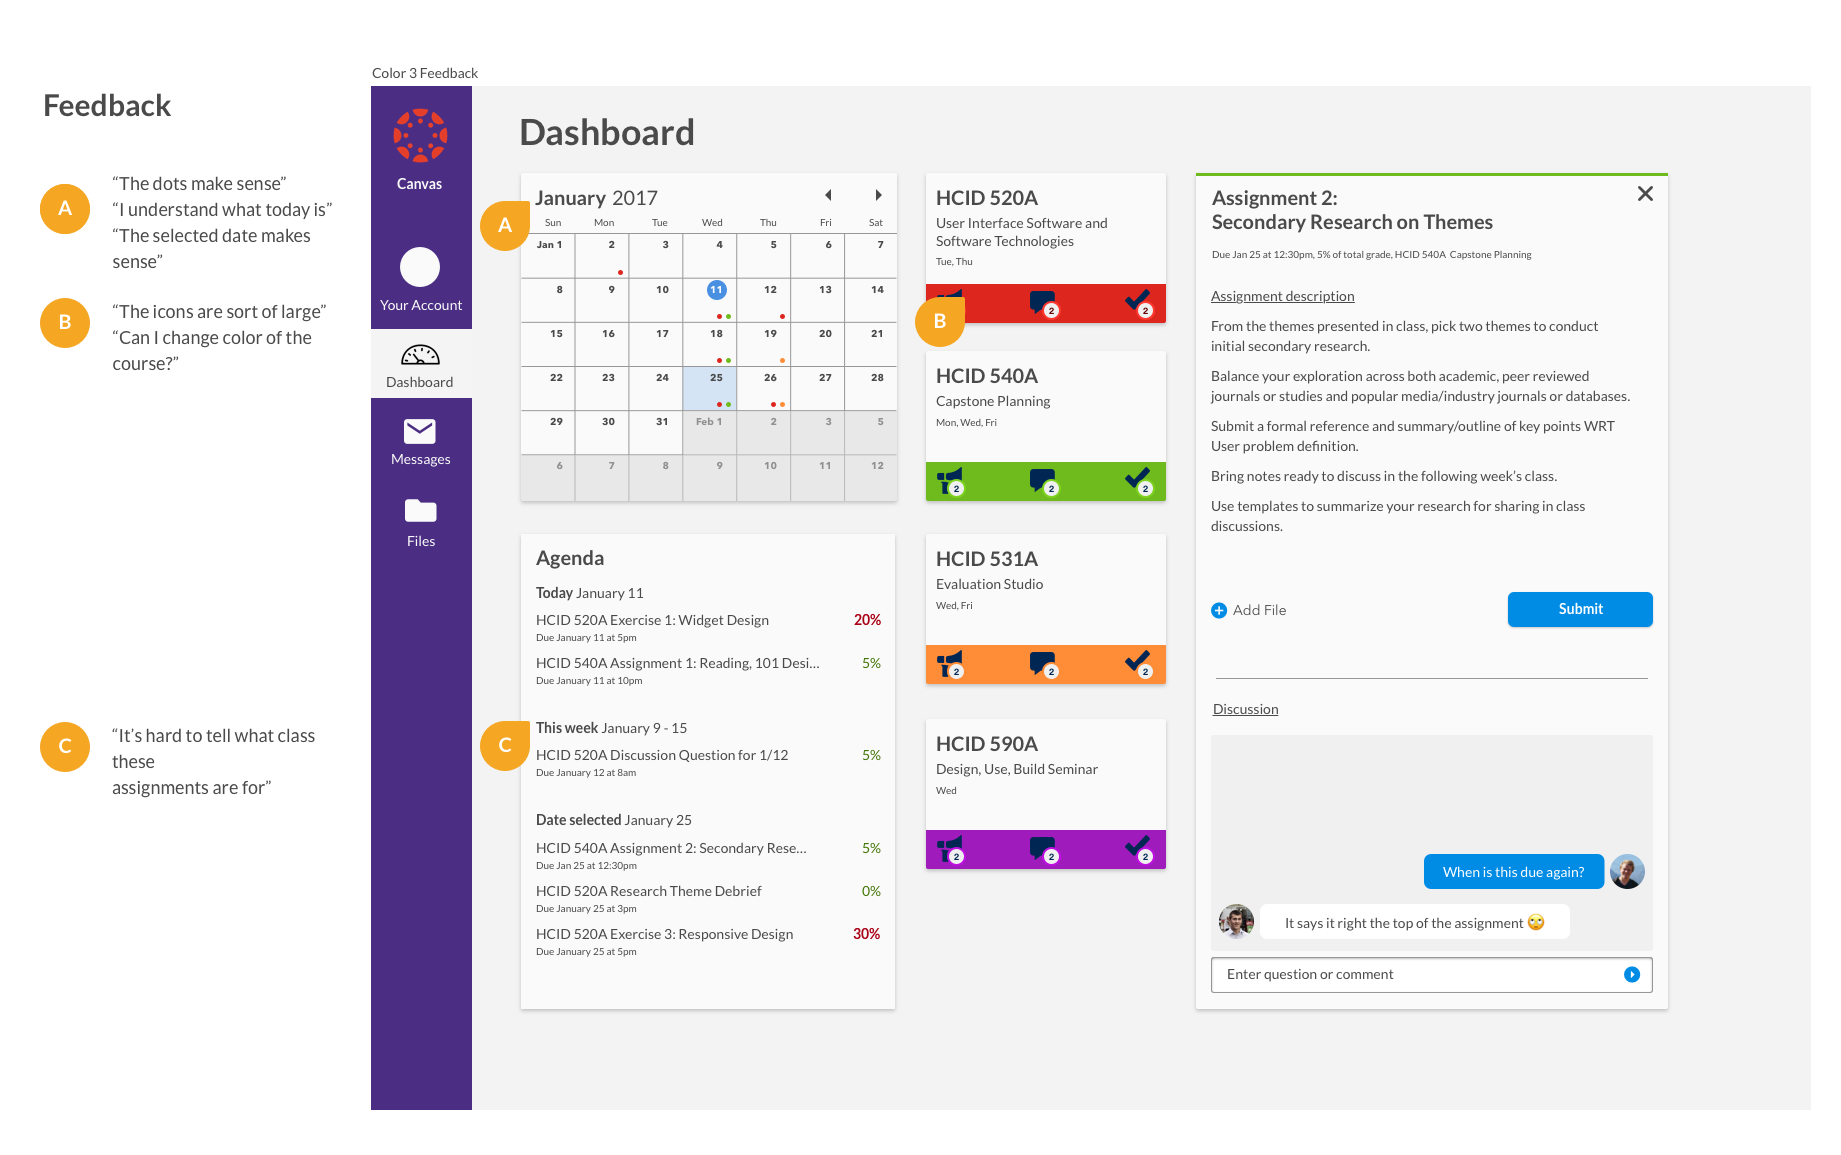 Color 3 Feedback
Feedback
A
“The dots make sense”
“I understand what today is”
“The selected date makes
sense”
B
“The icons are sort of large”
“Can I change color of the
course?”
C
“It’s hard to tell what class
these
assignments are for”
Canvas
Your Account
Dashboard
Messages
Files
Dashboard
A
January 2017
Sun Mon Tue Wed Thu Fri Sat
Jan 1 2 3 4 5 6 7
8 9 10 11 12 13 14
15 16 17 18 19 20 21
22 23 24 25 26 27 28
29 30 31 Feb 1 2 3 5
6 7 8 9 10 11 12
Agenda
Today January 11
HCID 520A Exercise 1: Widget Design 20%
Due January 11 at 5pm
HCID 540A Assignment 1: Reading, 101 Desi... 5%
Due January 11 at 10pm
C
This week January 9 - 15
HCID 520A Discussion Question for 1/12 5%
Due January 12 at 8am
Date selected January 25
HCID 540A Assignment 2: Secondary Rese... 5%
Due Jan 25 at 12:30pm
HCID 520A Research Theme Debrief 0%
Due January 25 at 3pm
HCID 520A Exercise 3: Responsive Design 30%
Due January 25 at 5pm
HCID 520A
User Interface Software and
Software Technologies
Tue, Thu
B
2 2
HCID 540A
Capstone Planning
Mon, Wed, Fri
2 2 2
HCID 531A
Evaluation Studio
Wed, Fri
2 2 2
HCID 590A
Design, Use, Build Seminar
Wed
2 2 2
Assignment 2:
Secondary Research on Themes
Due Jan 25 at 12:30pm, 5% of total grade, HCID 540A Capstone Planning
Assignment description
From the themes presented in class, pick two themes to conduct
initial secondary research.
Balance your exploration across both academic, peer reviewed
journals or studies and popular media/industry journals or databases.
Submit a formal reference and summary/outline of key points WRT
User problem definition.
Bring notes ready to discuss in the following week’s class.
Use templates to summarize your research for sharing in class
discussions.
Add File
Submit
Discussion
When is this due again?
It says it right the top of the assignment 🙄
Enter question or comment